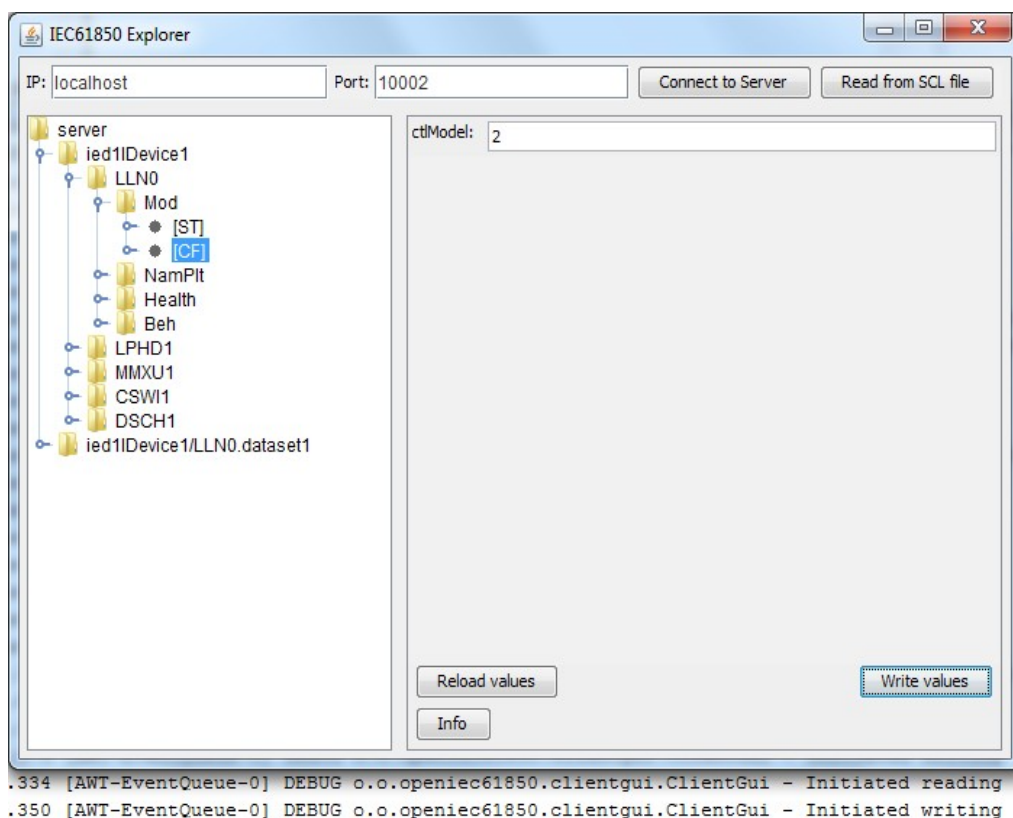 IEC61850 Explorer
IP: localhost Port: 10002 Connect to Server Read from SCL file
server
ied1lDevice1
LLN0
Mod
[ST]
[CF]
NamPlt
Health
Beh
LPHD1
MMXU1
CSWI1
DSCH1
ied1lDevice1/LLN0.dataset1
ctlModel: 2
Reload values Write values
Info
.334 [AWT-EventQueue-0] DEBUG o.o.openiec61850.clientgui.ClientGui - Initiated reading
.350 [AWT-EventQueue-0] DEBUG o.o.openiec61850.clientgui.ClientGui - Initiated writing